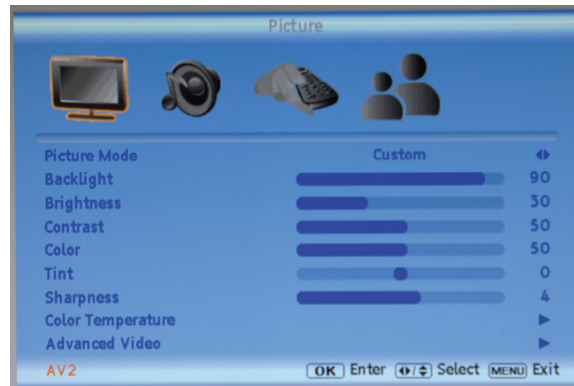 Picture
Picture Mode Custom
Backlight 90
Brightness 30
Contrast 50
Color 50
Tint 0
Sharpness 4
Color Temperature
Advanced Video
AV2 OK Enter Select MENU Exit